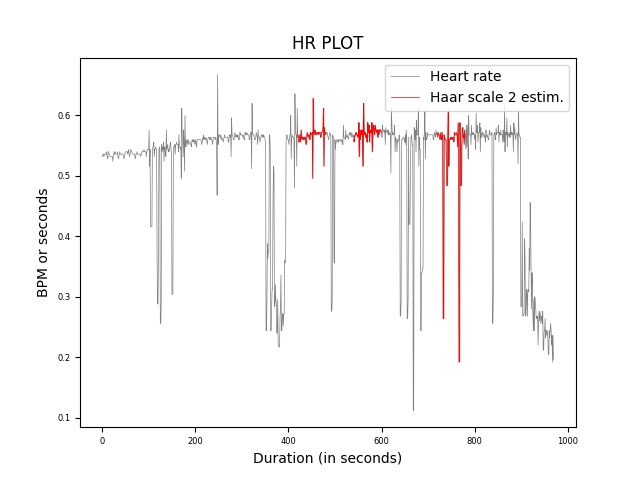 HR PLOT
Heart rate
Haar scale 2 estim.
BPM or seconds
0.6
0.5
0.4
0.3
0.2
0.1
0 200 400 600 800 1000
Duration (in seconds)